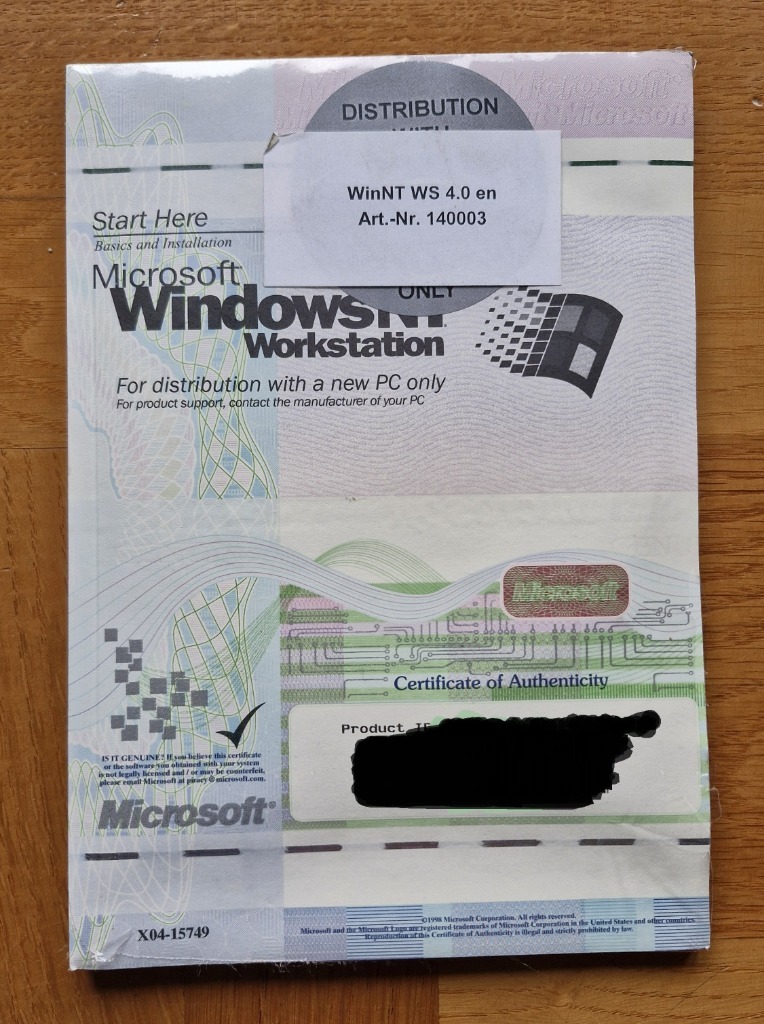 Microsoft
Microsoft
DISTRIBUTION
WITH
WinNT WS 4.0 en
Art.-Nr. 140003
ONLY
Start Here
Basics and Installation
Microsoft
Windows NT
Workstation
For distribution with a new PC only
For product support, contact the manufacturer of your PC
Microsoft
Certificate of Authenticity
Product ID
IS IT GENUINE? If you believe this certificate
or the software you obtained with your system
is not legally licensed and / or may be counterfeit,
please email Microsoft at piracy@microsoft.com.
Microsoft®
X04-15749
©1998 Microsoft Corporation. All rights reserved.
Microsoft and the Microsoft Logo are registered trademarks of Microsoft Corporation in the United States and other countries.
Reproduction of this Certificate of Authenticity is illegal and strictly prohibited by law.